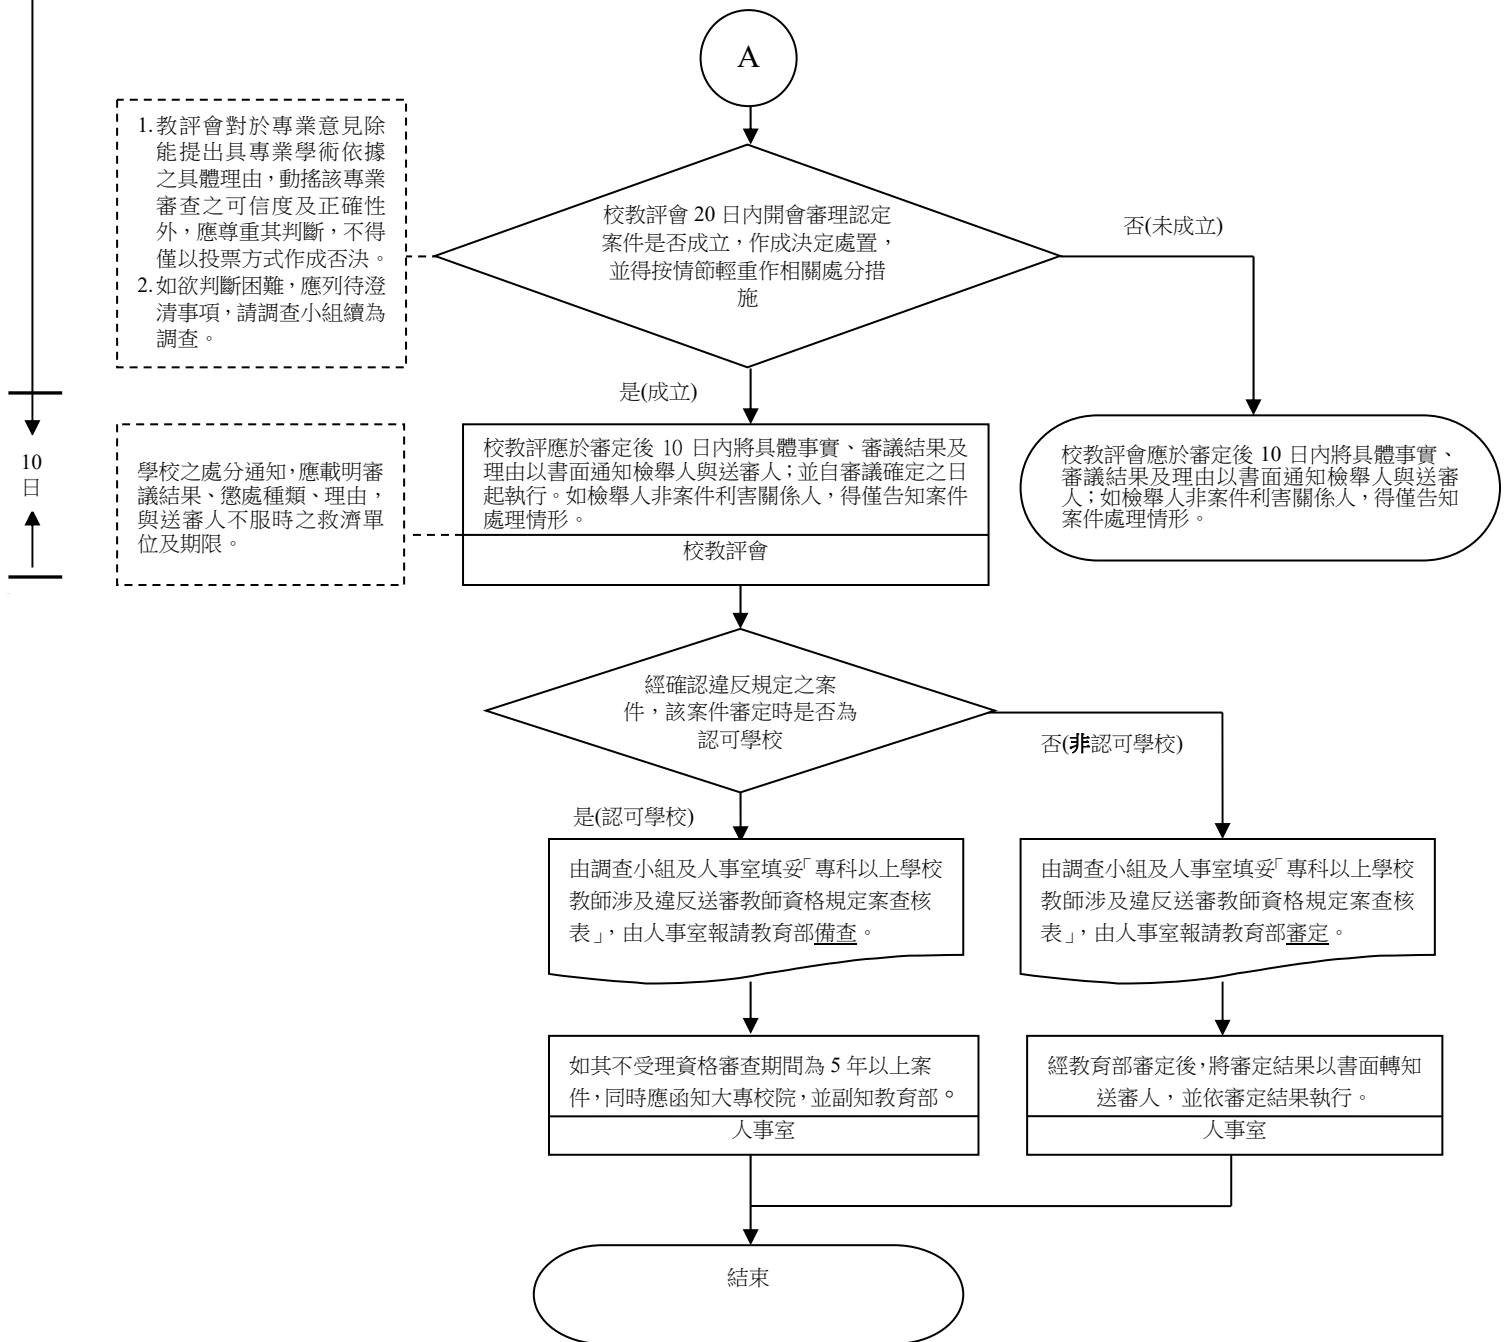 A
1.教評會對於專業意見除
能提出具專業學術依據
之具體理由，動搖該專業
審查之可信度及正確性
外，應尊重其判斷，不得
僅以投票方式作成否決。
2.如欲判斷困難，應列待澄
清事項，請調查小組續為
調查。
校教評會 20 日內開會審理認定
案件是否成立，作成決定處置，
並得按情節輕重作相關處分措
施
否(未成立)
是(成立)
10
日
學校之處分通知，應載明審
議結果、懲處種類、理由，
與送審人不服時之救濟單
位及期限。
校教評應於審定後 10 日內將具體事實、審議結果及
理由以書面通知檢舉人與送審人；並自審議確定之日
起執行。如檢舉人非案件利害關係人，得僅告知案件
處理情形。
校教評會
校教評會應於審定後 10 日內將具體事實、
審議結果及理由以書面通知檢舉人與送審
人；如檢舉人非案件利害關係人，得僅告知
案件處理情形。
經確認違反規定之案
件，該案件審定時是否為
認可學校
否(非認可學校)
是(認可學校)
由調查小組及人事室填妥「專科以上學校
教師涉及違反送審教師資格規定案查核
表」，由人事室報請教育部備查。
由調查小組及人事室填妥「專科以上學校
教師涉及違反送審教師資格規定案查核
表」，由人事室報請教育部審定。
如其不受理資格審查期間為 5 年以上案
件，同時應函知大專校院，並副知教育部。
人事室
經教育部審定後，將審定結果以書面轉知
送審人，並依審定結果執行。
人事室
結束